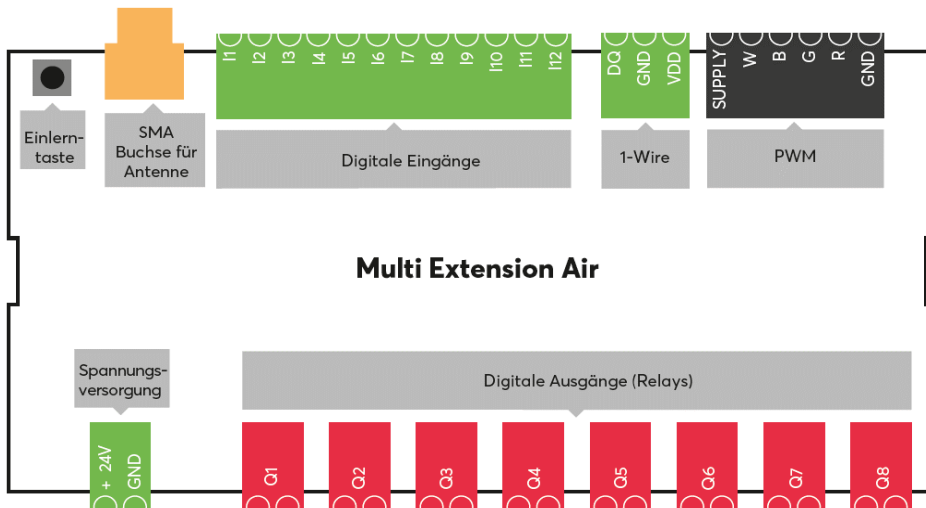 I1 I2 I3 I4 I5 I6 I7 I8 I9 I10 I11 I12
DQ GND VDD
SUPPLY W B G R GND
Einlern-
taste
SMA
Buchse für
Antenne
Digitale Eingänge
1-Wire
PWM
Multi Extension Air
Spannungs-
versorgung
Digitale Ausgänge (Relays)
+ 24V GND
Q1 Q2 Q3 Q4 Q5 Q6 Q7 Q8